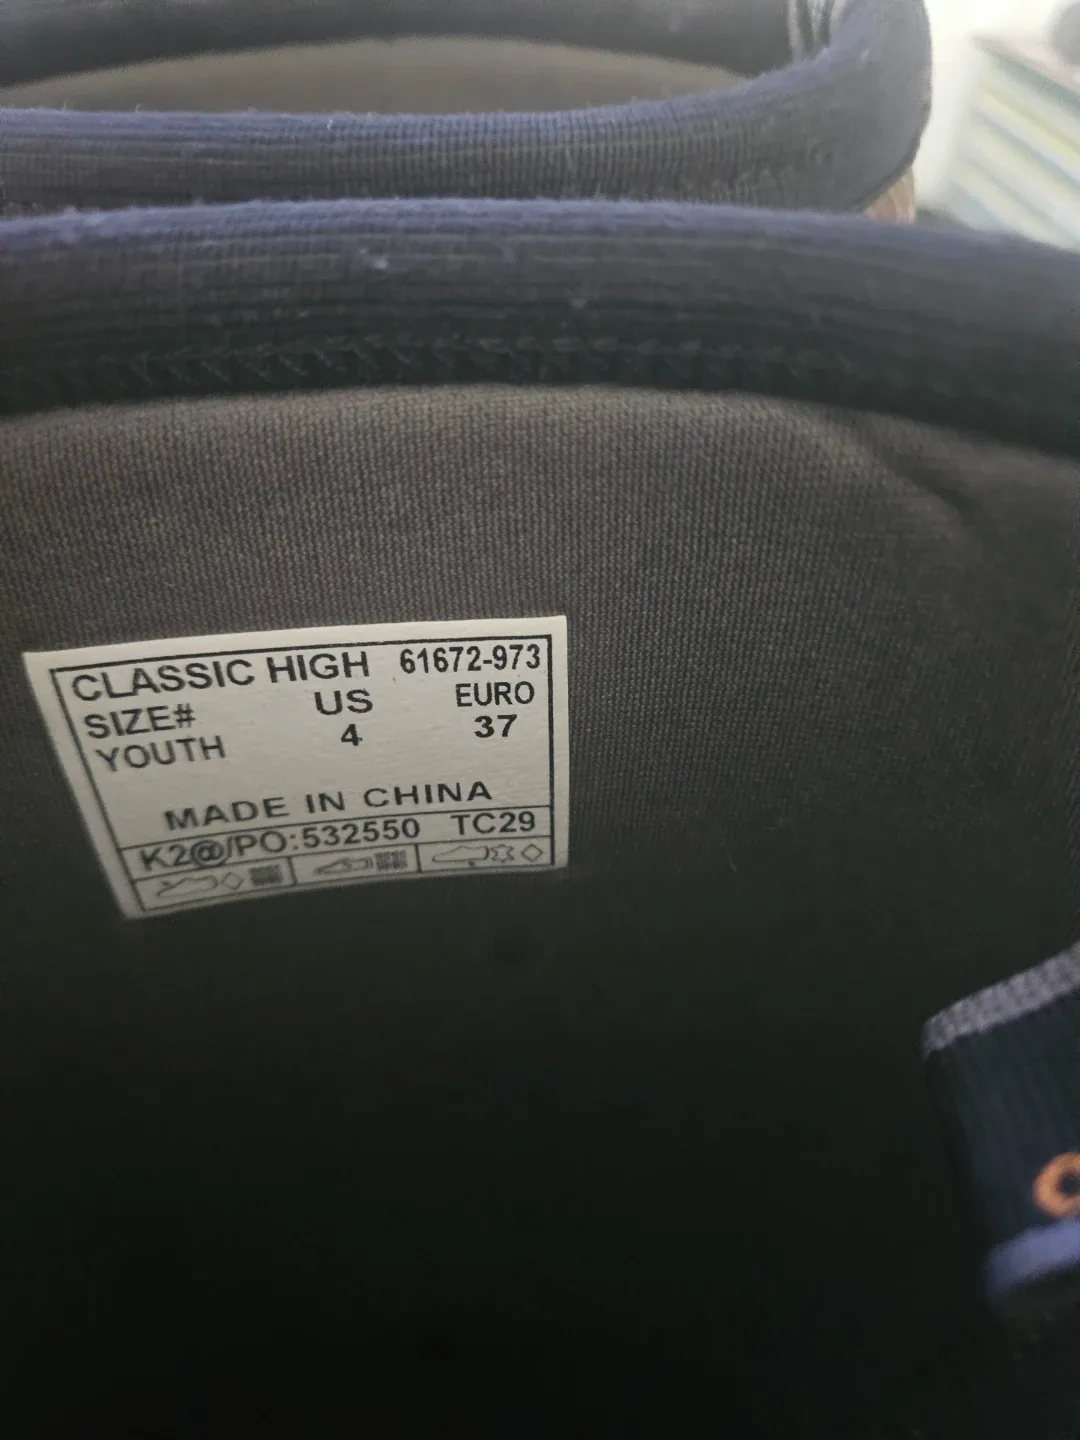 CLASSIC HIGH 61672-973
SIZE# US EURO
YOUTH 4 37
MADE IN CHINA
K2@/PO:532550 TC29